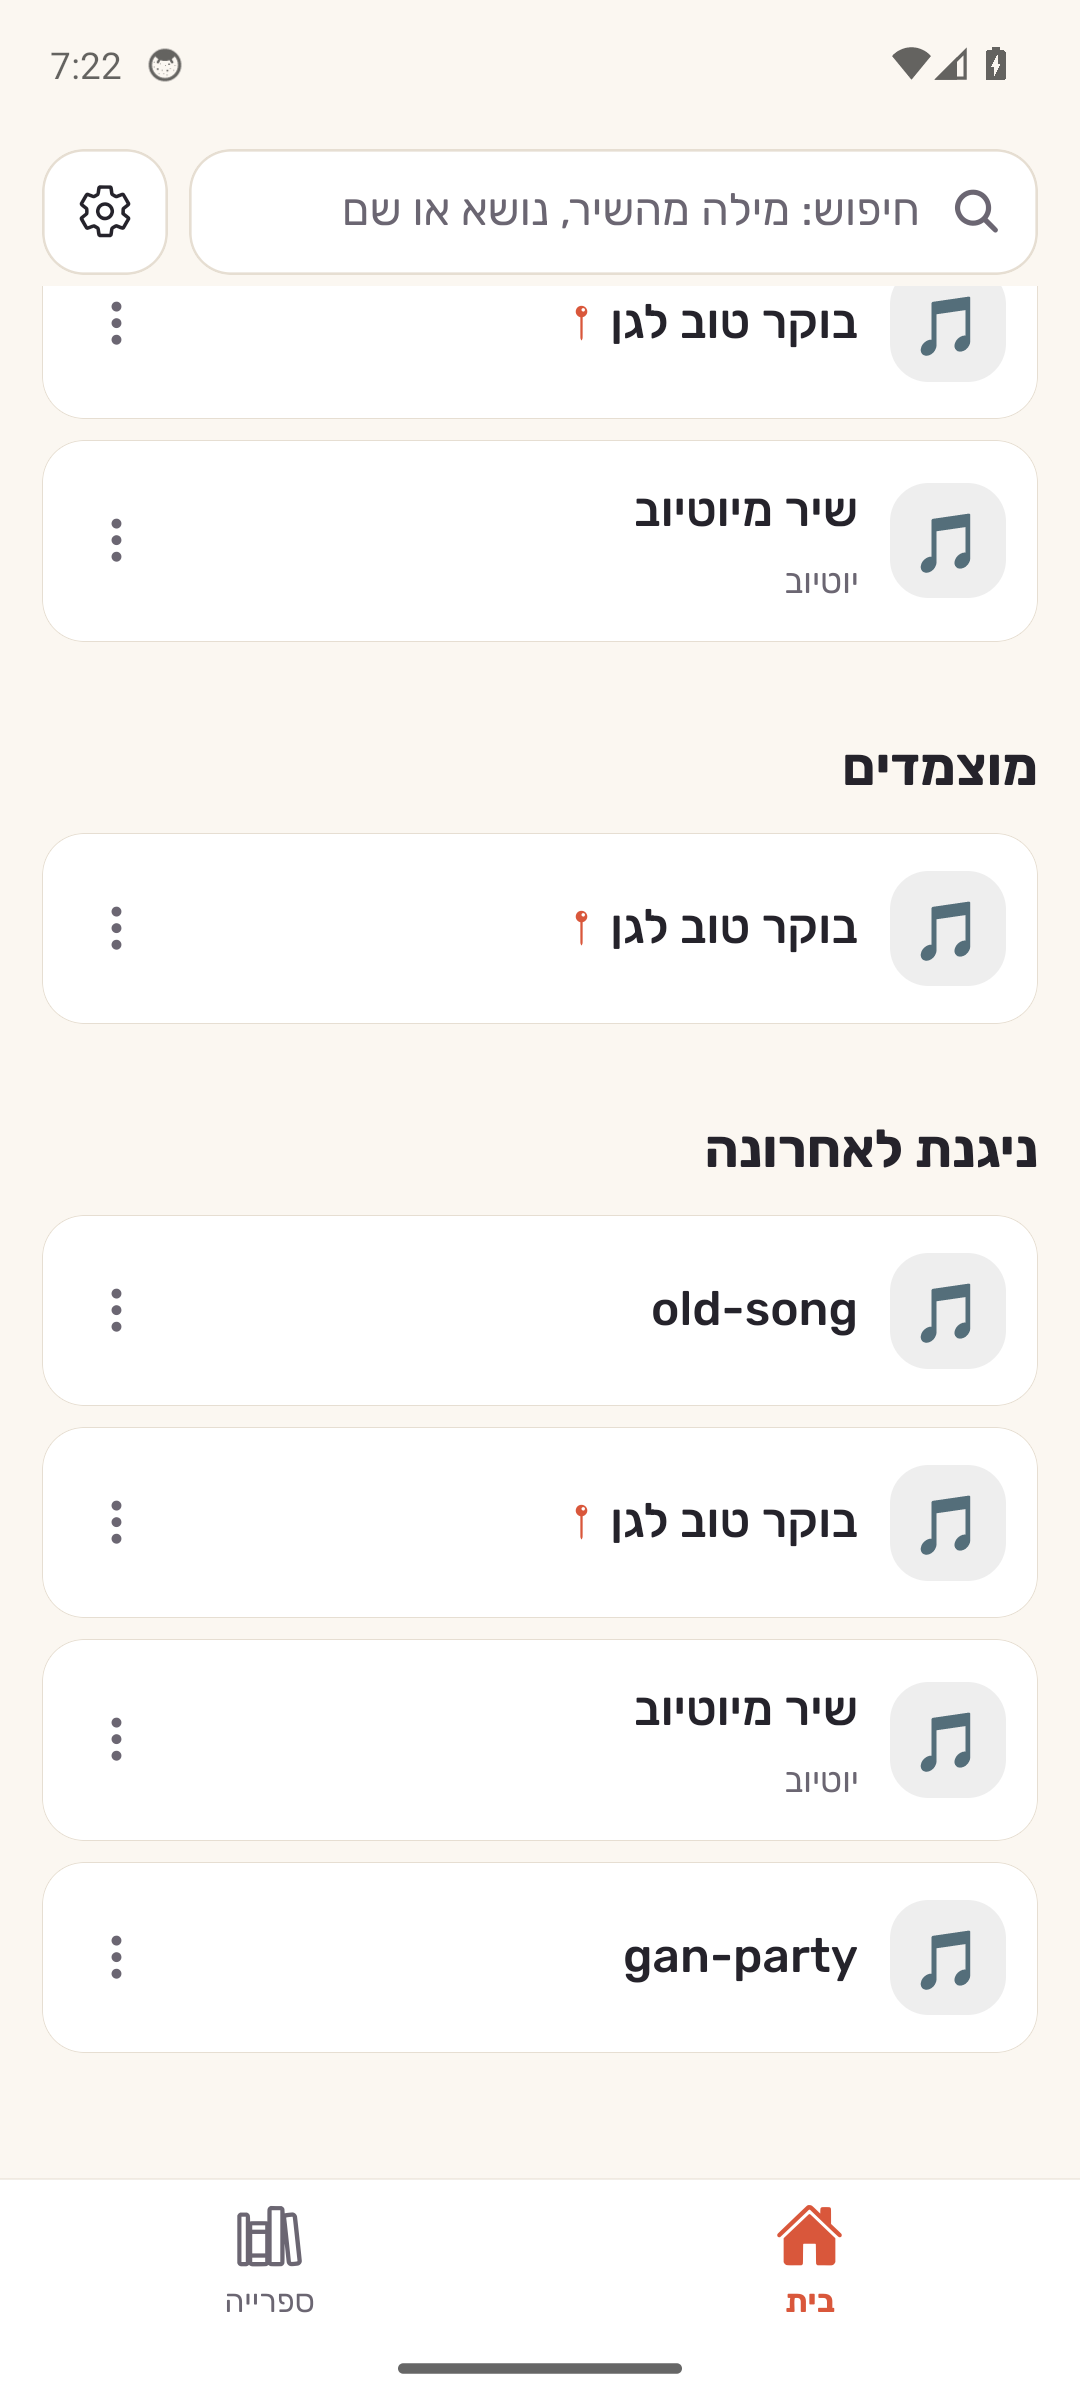 7:22
חיפוש: מילה מהשיר, נושא או שם
בוקר טוב לגן
שיר מיוטיוב
יוטיוב
מוצמדים
בוקר טוב לגן
ניגנת לאחרונה
old-song
בוקר טוב לגן
שיר מיוטיוב
יוטיוב
gan-party
בית
ספרייה